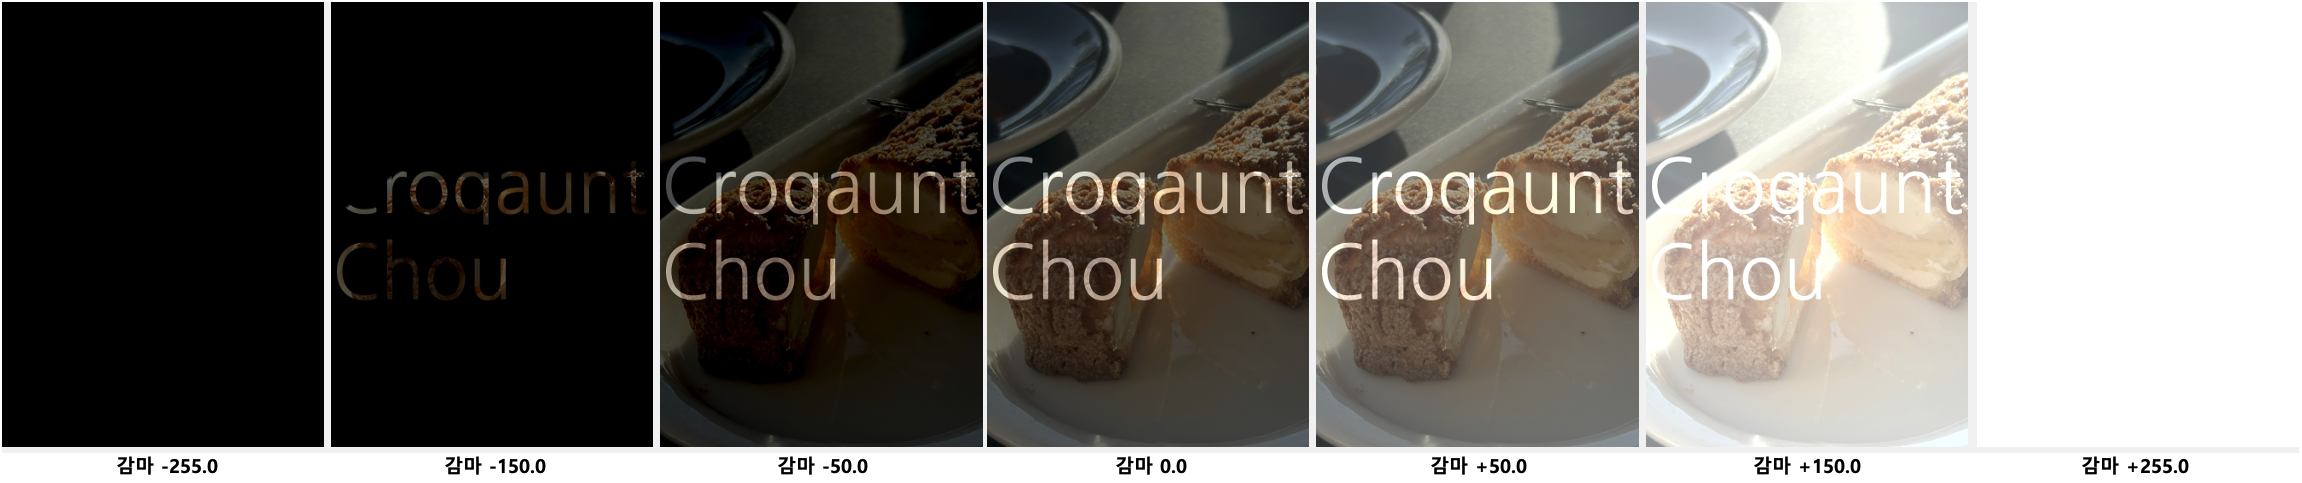 Croqaunt
Chou
Croqaunt
Chou
Croqaunt
Chou
Croqaunt
Chou
Croqaunt
Chou
감마 -255.0
감마 -150.0
감마 -50.0
감마 0.0
감마 +50.0
감마 +150.0
감마 +255.0